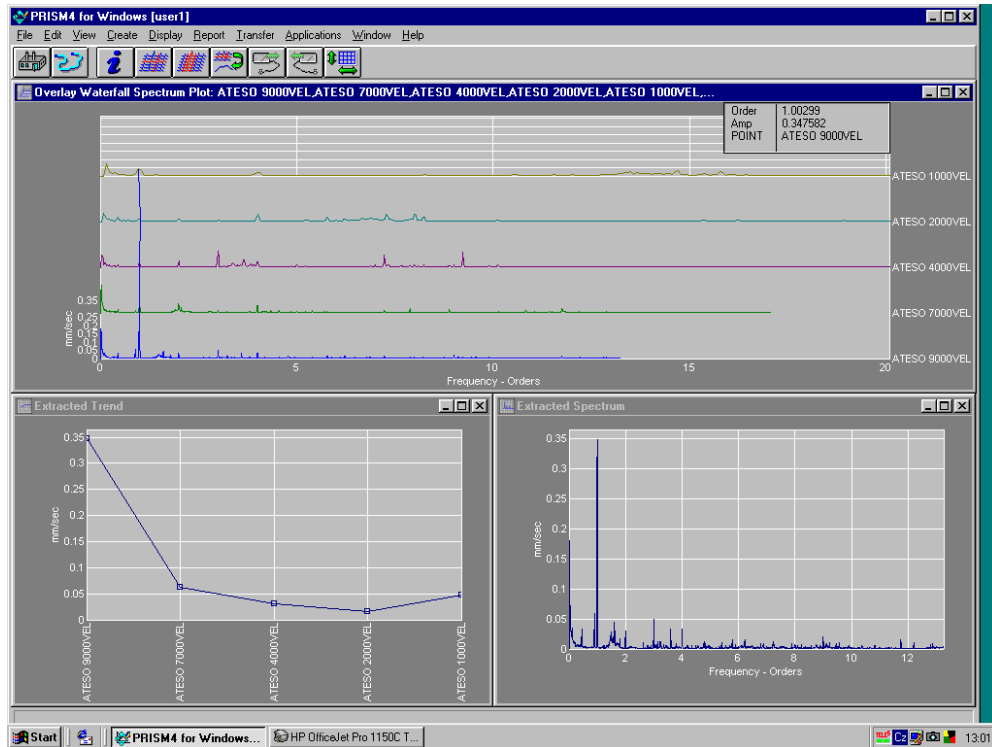 PRISM4 for Windows [user1]
File Edit View Create Display Report Transfer Applications Window Help
Overlay Waterfall Spectrum Plot: ATESO 9000VEL,ATESO 7000VEL,ATESO 4000VEL,ATESO 2000VEL,ATESO 1000VEL,...
Order 1.00299
Amp 0.347582
POINT ATESO 9000VEL
ATESO 1000VEL
ATESO 2000VEL
ATESO 4000VEL
ATESO 7000VEL
ATESO 9000VEL
0.35
0.25
0.2
0.15
0.1
0.05
0
mm/sec
0 5 10 15 20
Frequency - Orders
Extracted Trend
0.35
0.3
0.25
0.2
0.15
0.1
0.05
0
mm/sec
ATESO 9000VEL
ATESO 7000VEL
ATESO 4000VEL
ATESO 2000VEL
ATESO 1000VEL
Extracted Spectrum
0.35
0.3
0.25
0.2
0.15
0.1
0.05
0
mm/sec
0 2 4 6 8 10 12
Frequency - Orders
Start PRISM4 for Windows... HP OfficeJet Pro 1150C T... Cz 13:01